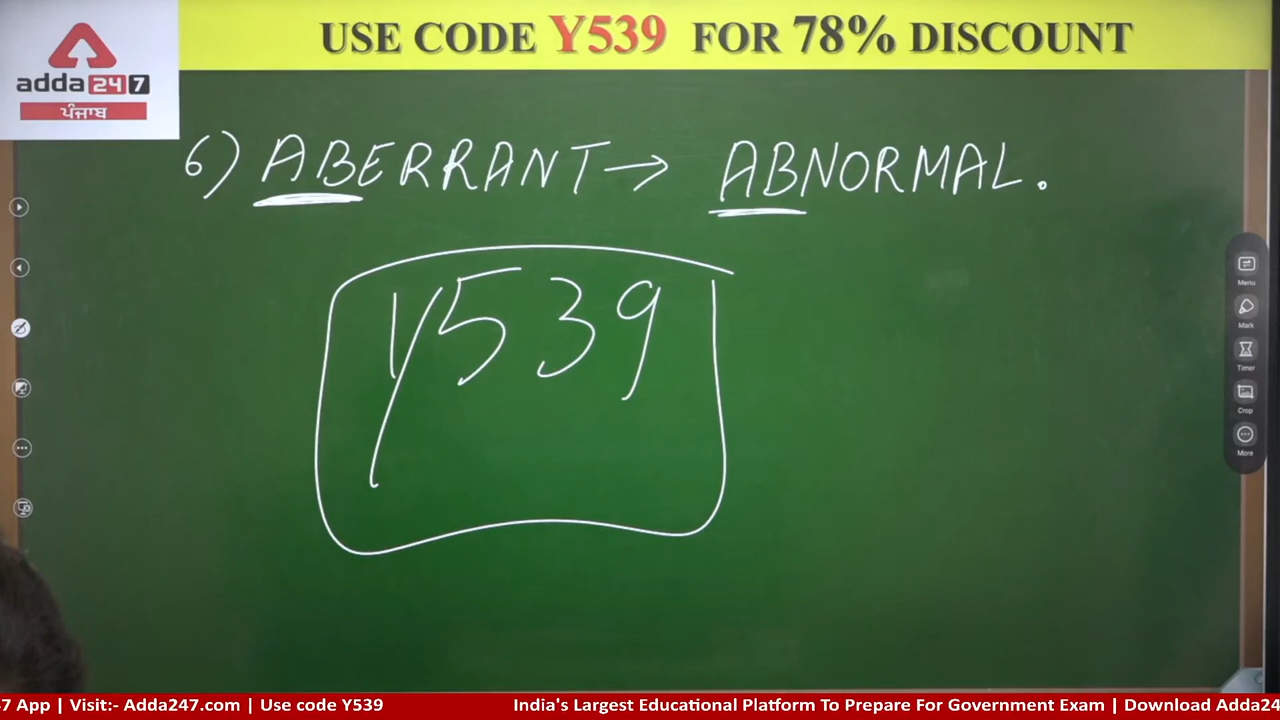 USE CODE Y539 FOR 78% DISCOUNT
adda247
ਪੰਜਾਬ
6) ABERRANT → ABNORMAL.
Y539
Menu
Mark
Timer
Crop
More
47 App | Visit:- Adda247.com | Use code Y539 India's Largest Educational Platform To Prepare For Government Exam | Download Adda24